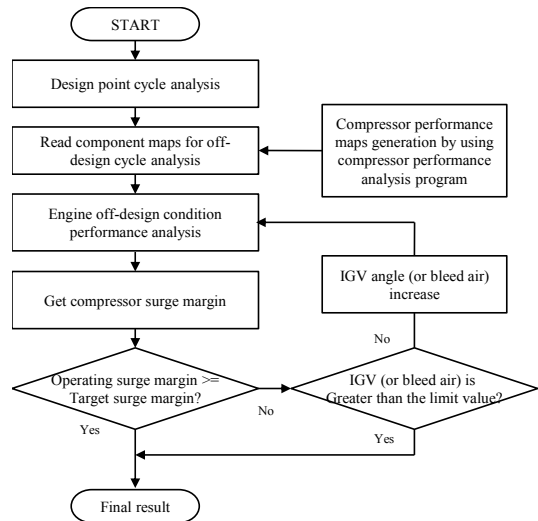 START
Design point cycle analysis
Read component maps for off-
design cycle analysis
Compressor performance
maps generation by using
compressor performance
analysis program
Engine off-design condition
performance analysis
Get compressor surge margin
IGV angle (or bleed air)
increase
No
Operating surge margin >=
Target surge margin?
No
IGV (or bleed air) is
Greater than the limit value?
Yes
Yes
Final result